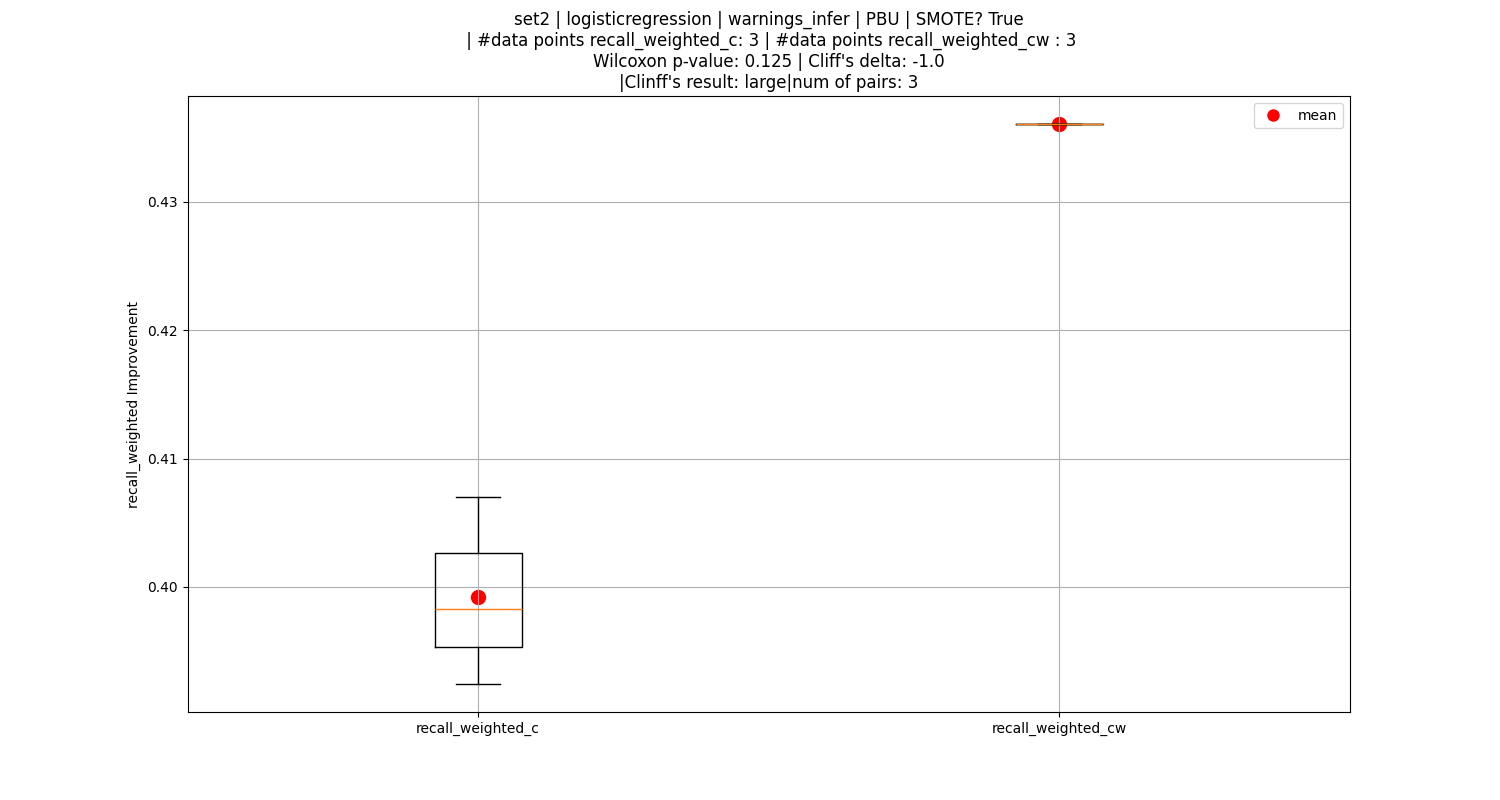 set2 | logisticregression | warnings_infer | PBU | SMOTE? True
| #data points recall_weighted_c: 3 | #data points recall_weighted_cw : 3
Wilcoxon p-value: 0.125 | Cliff's delta: -1.0
|Clinff's result: large|num of pairs: 3
mean
recall_weighted Improvement
0.43
0.42
0.41
0.40
recall_weighted_c
recall_weighted_cw